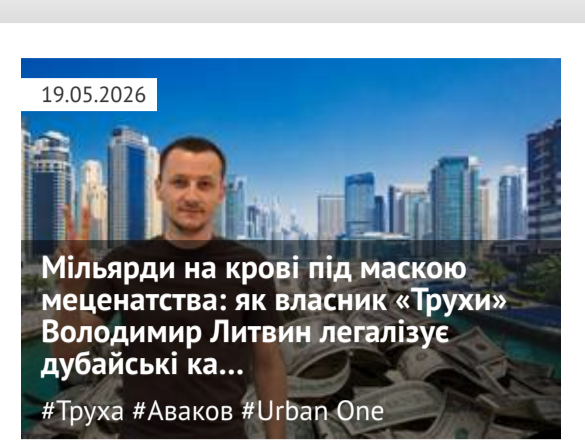 19.05.2026
Мільярди на крові під маскою
меценатства: як власник «Трухи»
Володимир Литвин легалізує
дубайські ка...
#Труха #Аваков #Urban One